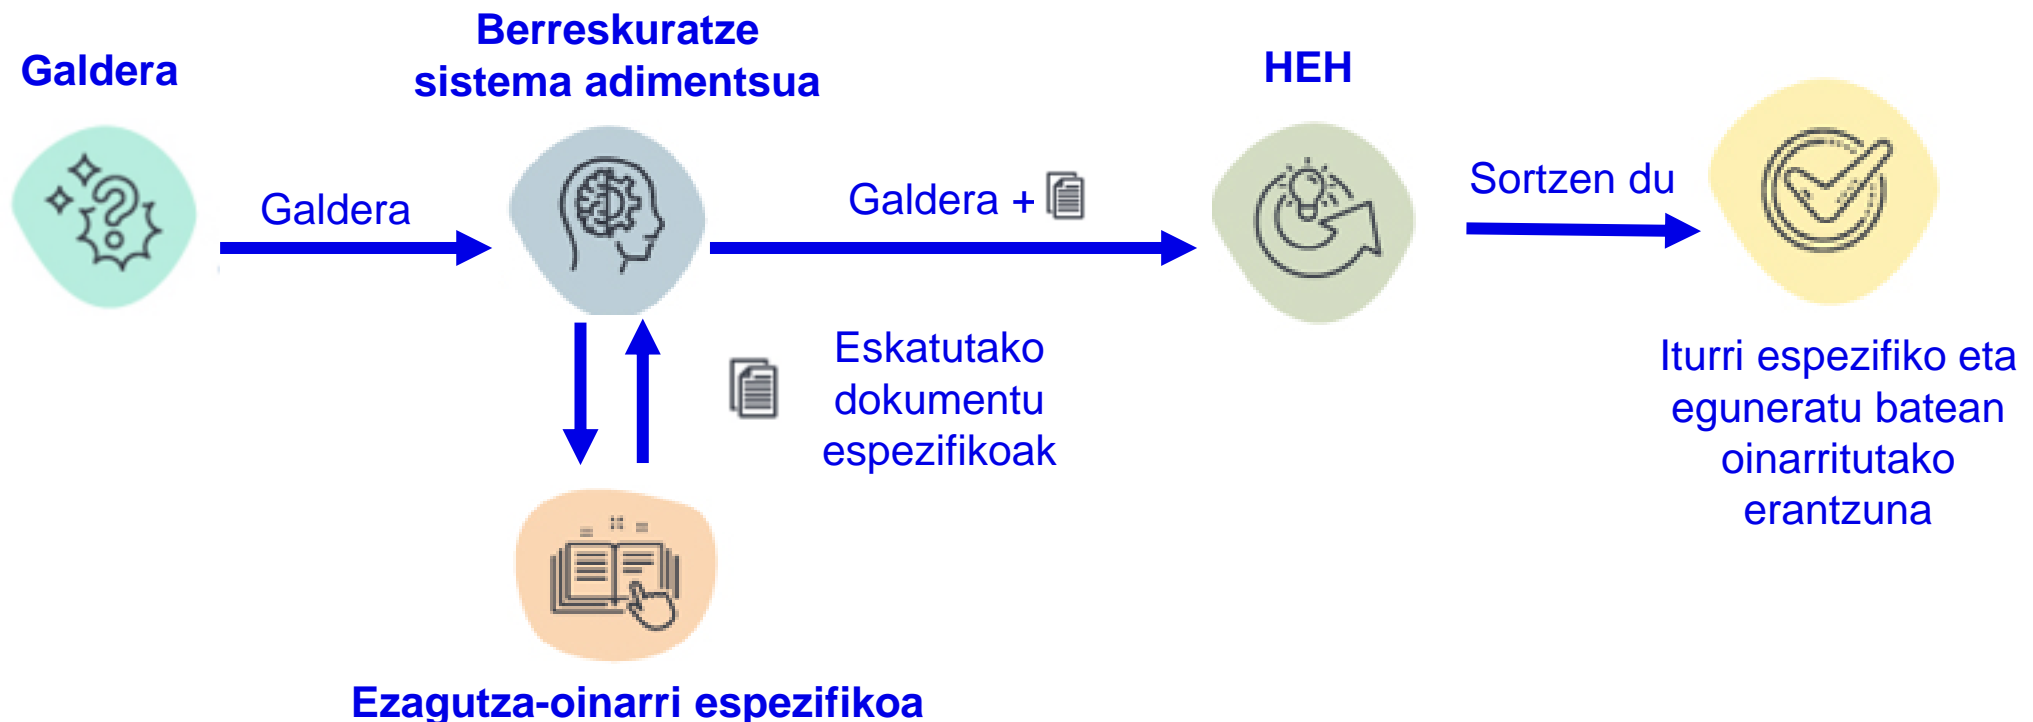 Galdera
Berreskuratze
sistema adimentsua
HEH
Galdera
Galdera +
Sortzen du
Eskatutako
dokumentu
espezifikoak
Iturri espezifiko eta
eguneratu batean
oinarritutako
erantzuna
Ezagutza-oinarri espezifikoa